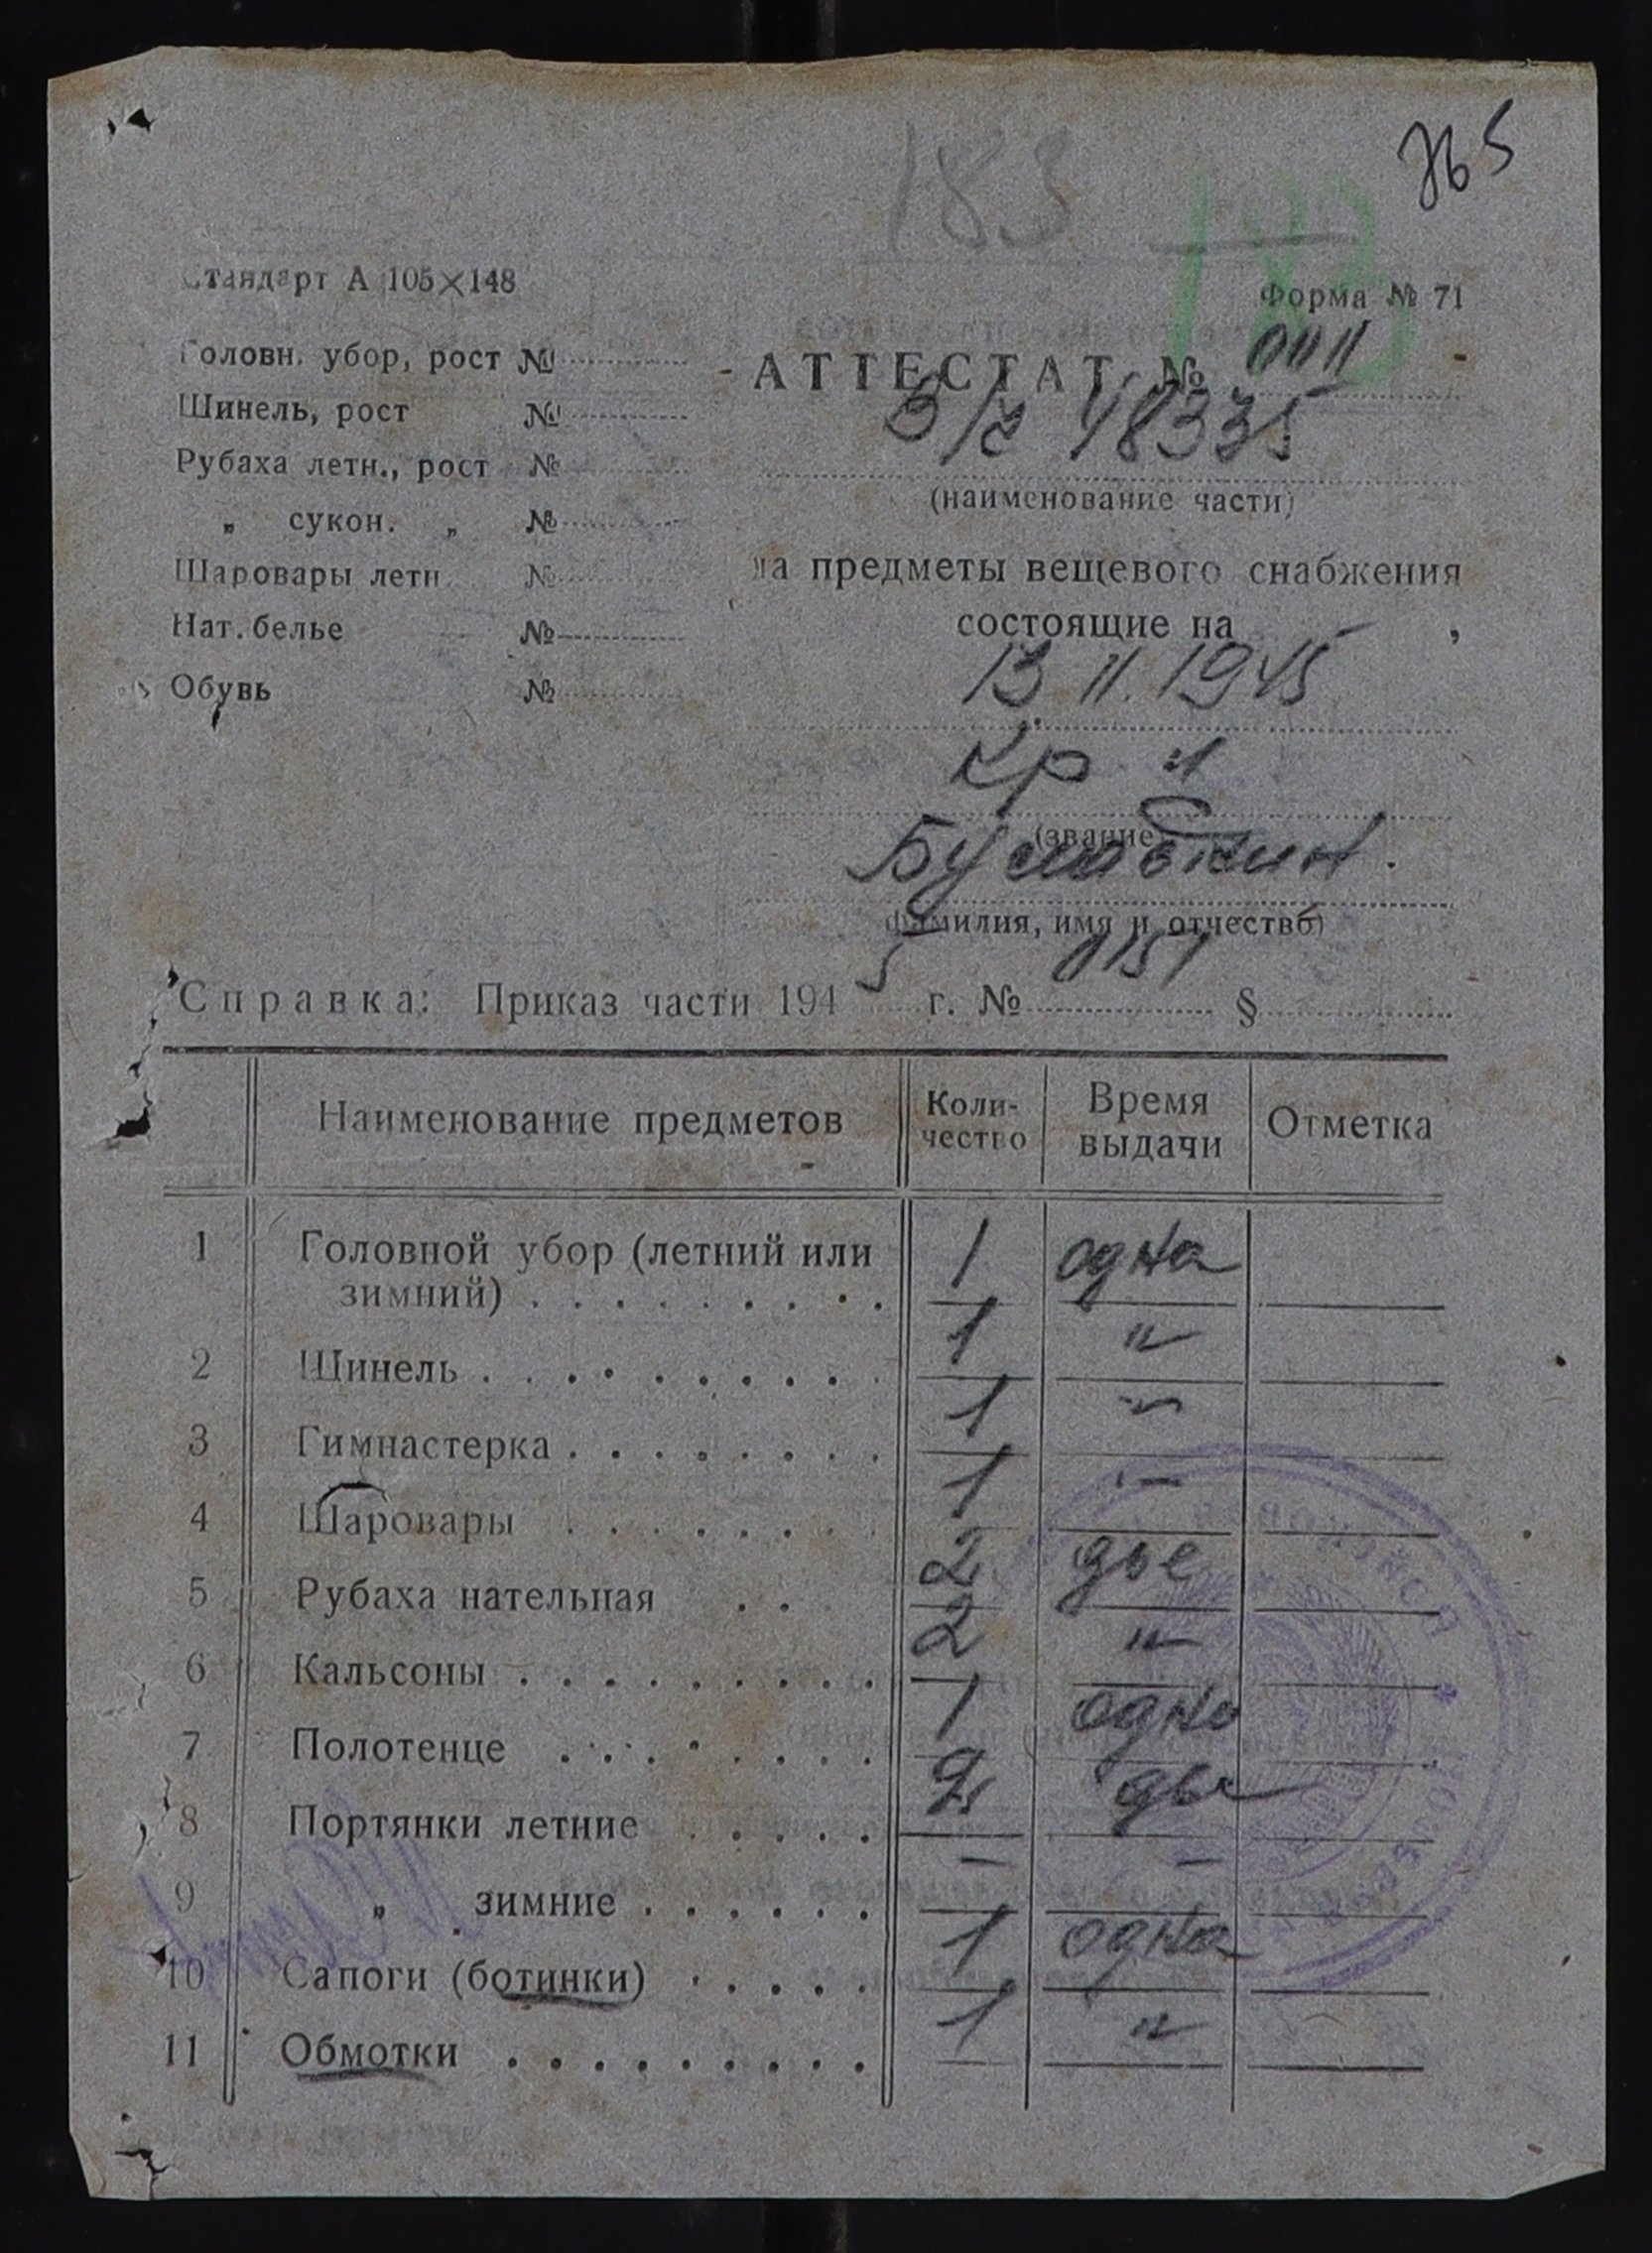 365
183
183
Стандарт А 105×148
Форма № 71
Головн. убор, рост №
Шинель, рост №
Рубаха летн., рост №
„ сукон. „ №
Шаровары летн. №
Нат. белье №
Обувь №
АТТЕСТАТ № 0011
В/ч 48335
(наименование части)
на предметы вещевого снабжения
состоящие на ,
13 11. 1945
кр-ц
(звание)
(фамилия, имя и отчество)
Справка: Приказ части 1945 г. № 0151 §
Наименование предметов Количество Время выдачи Отметка
1 Головной убор (летний или зимний) 1 одна
2 Шинель 1 "
3 Гимнастерка 1 "
4 Шаровары 1 "
5 Рубаха нательная 2 две
6 Кальсоны 2 "
7 Полотенце 1 одно
8 Портянки летние 2 две
9 „ зимние – –
10 Сапоги (ботинки) 1 одна
11 Обмотки 1 "